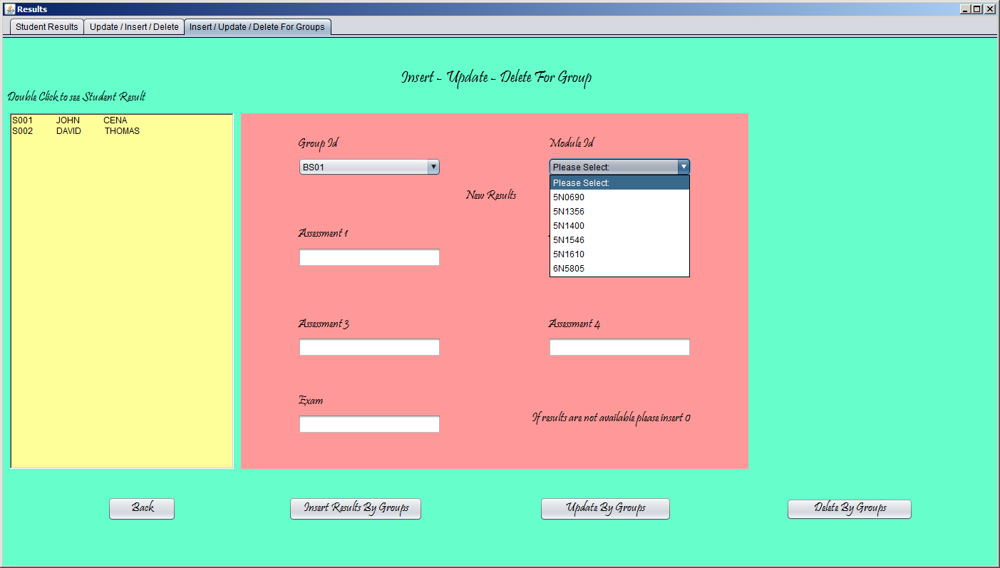 Results
Student Results
Update / Insert / Delete
Insert / Update / Delete For Groups
Insert - Update - Delete For Group
Double Click to see Student Result
S001 JOHN CENA
S002 DAVID THOMAS
Group Id
Module Id
BS01
Please Select:
Please Select:
5N0690
5N1356
5N1400
5N1546
5N1610
6N5805
New Results
Assessment 1
Assessment 3
Assessment 4
Exam
If results are not available please insert 0
Back
Insert Results By Groups
Update By Groups
Delete By Groups